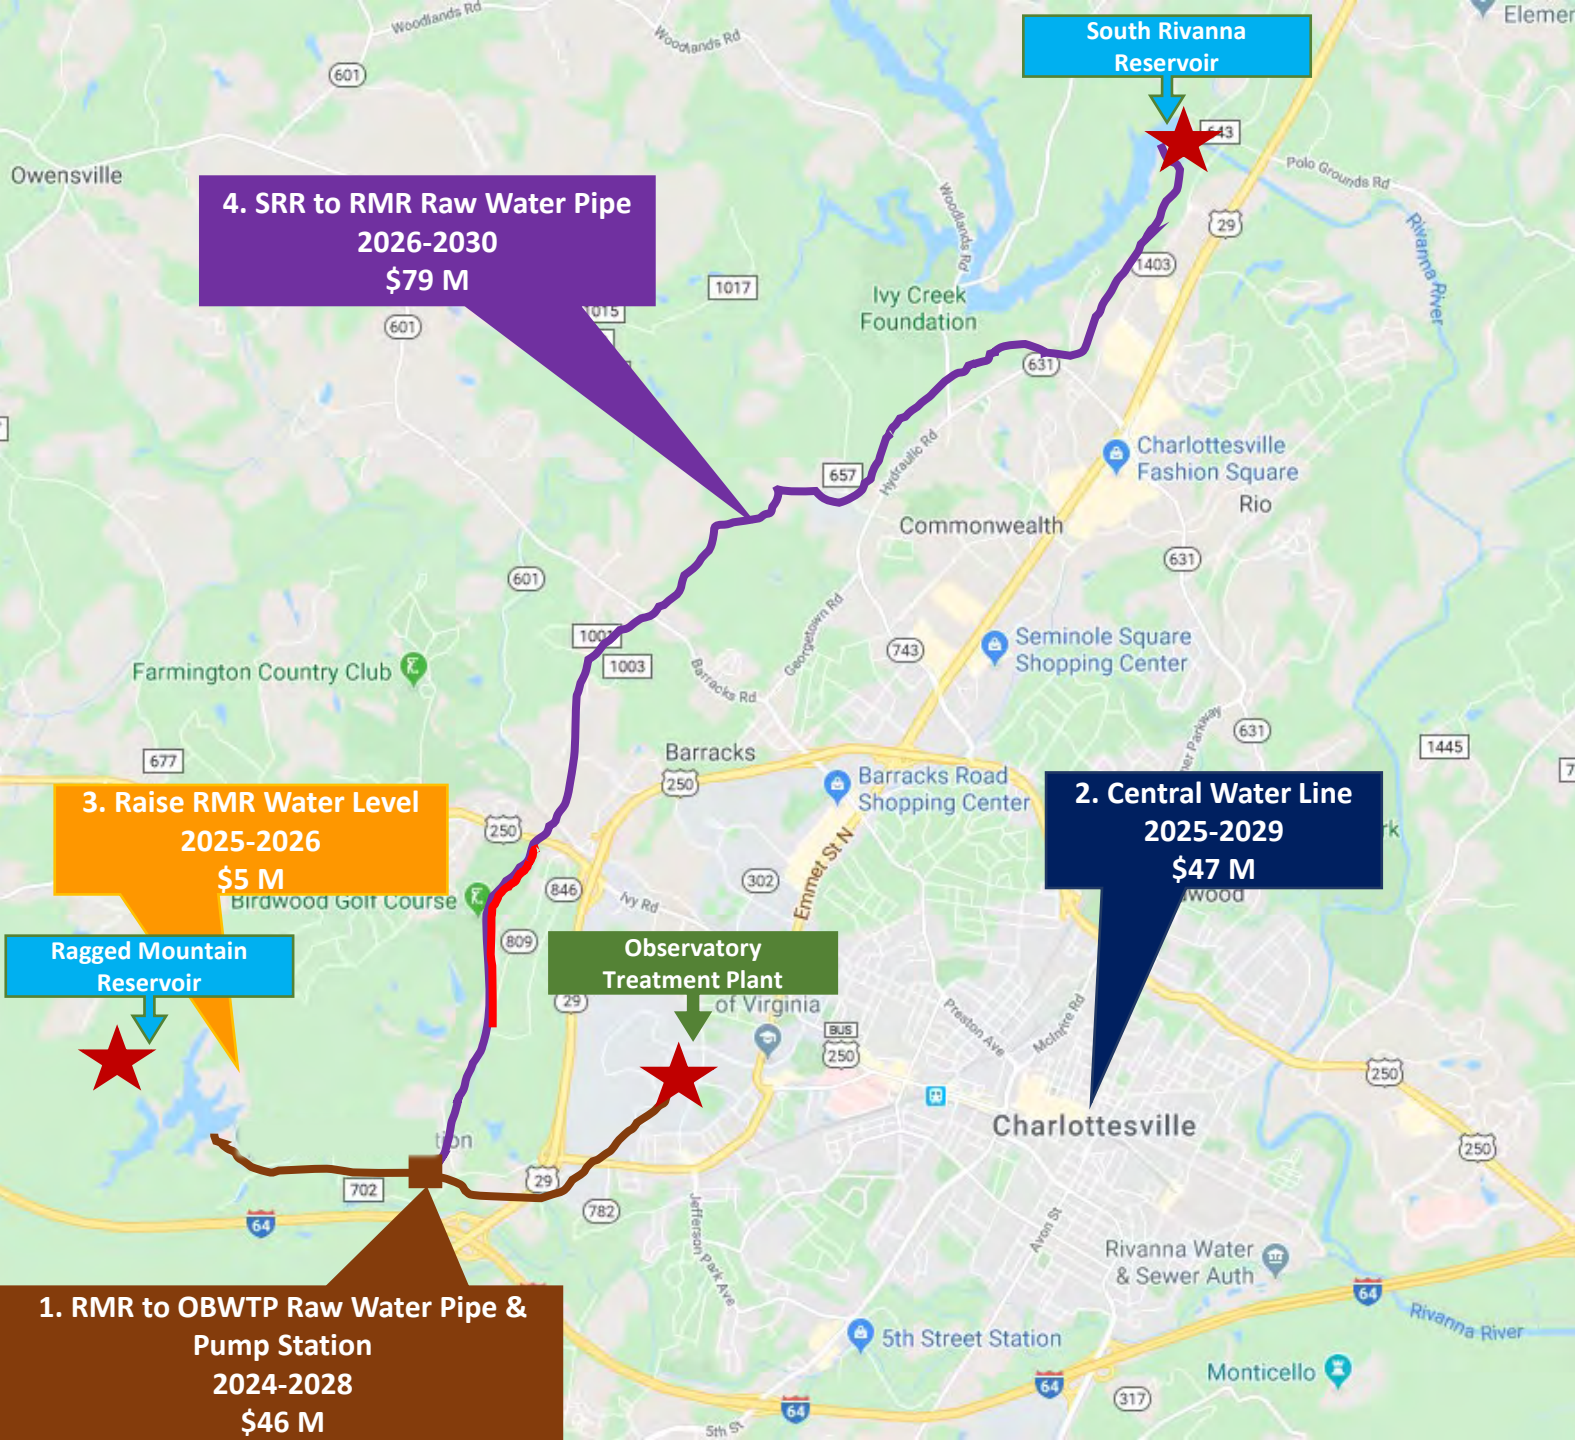 Woodlands Rd
Woodlands Rd
South Rivanna
Reservoir
601
643
Owensville
Polo Grounds Rd
4. SRR to RMR Raw Water Pipe
2026-2030
$79 M
Woodlands Rd
29
Rivanna River
1403
1017
Ivy Creek
Foundation
1015
601
631
Charlottesville
Fashion Square
657
Hydraulic Rd
Rio
Commonwealth
631
601
Georgetown Rd
1001
1003
743
Seminole Square
Shopping Center
Farmington Country Club
Barracks Rd
631
1445
677
Barracks
250
Barracks Road
Shopping Center
2. Central Water Line
2025-2029
$47 M
3. Raise RMR Water Level
2025-2026
$5 M
250
Emmet St N
846
302
Birdwood Golf Course
Ivy Rd
809
Ragged Mountain
Reservoir
Observatory
Treatment Plant
29
of Virginia
BUS
250
Preston Ave
McIntire Rd
250
Charlottesville
250
702
29
782
64
Jefferson Park Ave
Avon St
Rivanna Water
& Sewer Auth
64
Rivanna River
1. RMR to OBWTP Raw Water Pipe &
Pump Station
2024-2028
$46 M
5th Street Station
Monticello
64
317
64
5th St